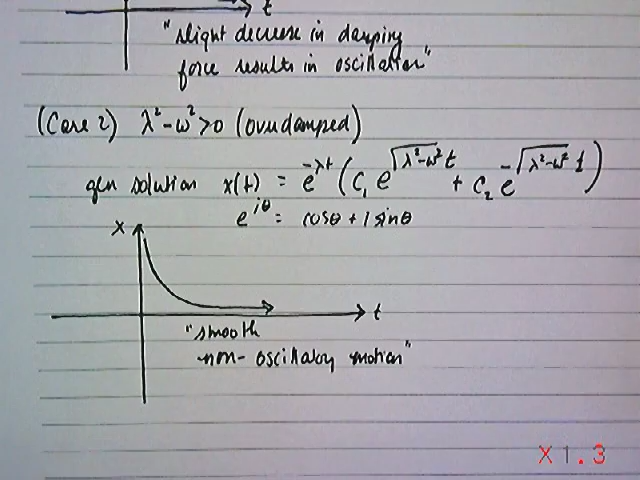 t
"slight decrease in damping
force results in oscillation"
(Case 2) λ²-ω²>0 (overdamped)
gen solution x(t) = e^{-λt} (C₁ e^{√(λ²-ω²) t} + C₂ e^{-√(λ²-ω²) t})
e^{iθ} = cosθ + i sinθ
x
t
"smooth
non-oscillatory motion"
X1.3